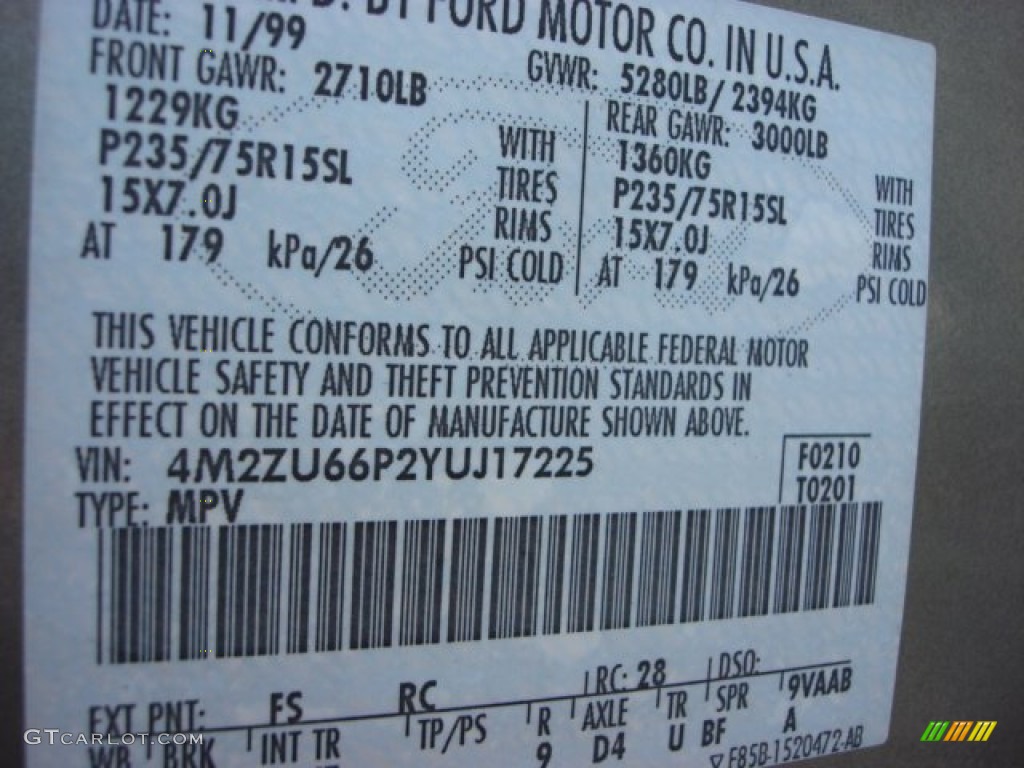 BY FORD MOTOR CO. IN U.S.A.
DATE: 11/99
GVWR: 5280LB/ 2394KG
FRONT GAWR: 2710LB
REAR GAWR: 3000LB
1229KG WITH
1360KG WITH
P235/75R15SL TIRES
P235/75R15SL TIRES
15X7.0J RIMS
15X7.0J RIMS
AT 179 kPa/26 PSI COLD
AT 179 kPa/26 PSI COLD
THIS VEHICLE CONFORMS TO ALL APPLICABLE FEDERAL MOTOR
VEHICLE SAFETY AND THEFT PREVENTION STANDARDS IN
EFFECT ON THE DATE OF MANUFACTURE SHOWN ABOVE.
VIN: 4M2ZU66P2YUJ17225
F0210
TYPE: MPV
T0201
EXT PNT: FS RC RC: 28 DSO:
WB BRK INT TR TP/PS R AXLE TR SPR 9VAAB
9 D4 U BF A
F85B-1520472-AB
GTcarlot.com